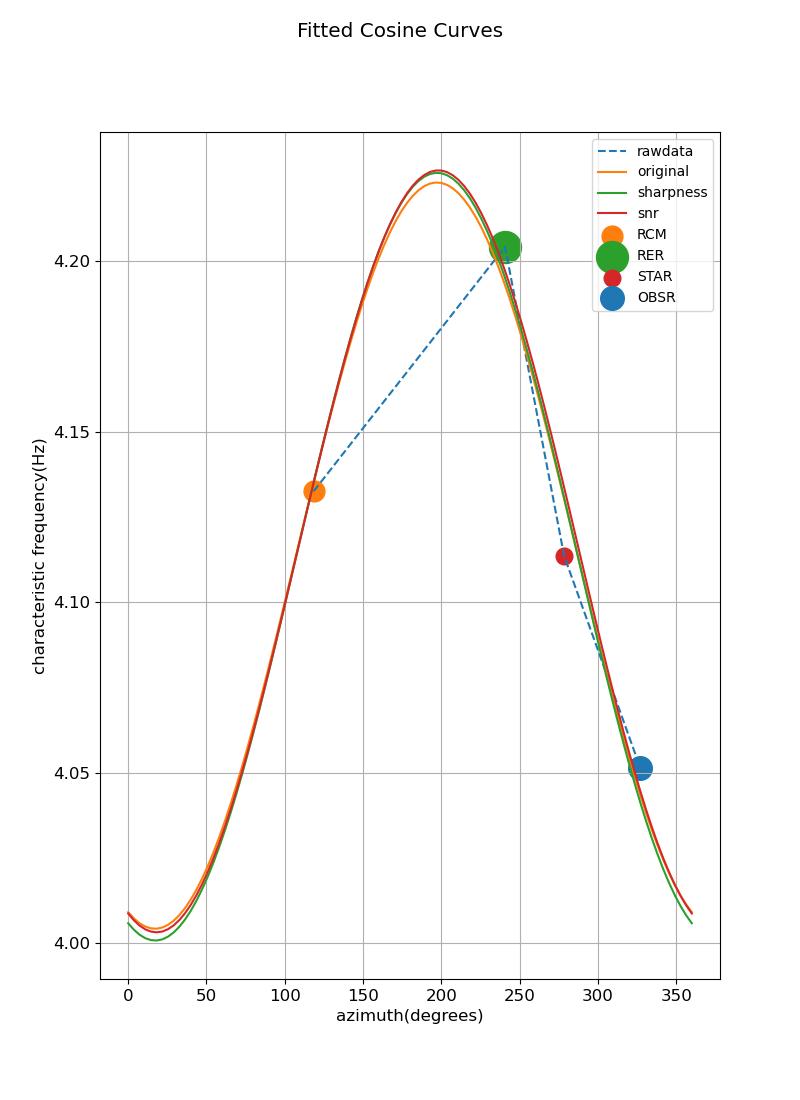 Fitted Cosine Curves
rawdata
original
sharpness
snr
RCM
RER
STAR
OBSR
4.20
4.15
4.10
4.05
4.00
characteristic frequency(Hz)
0 50 100 150 200 250 300 350
azimuth(degrees)